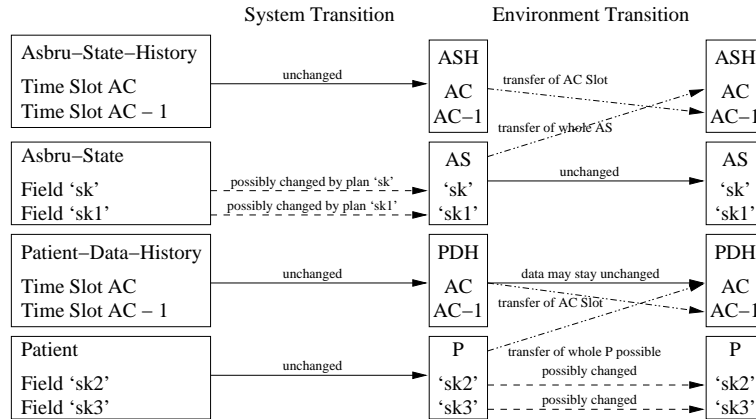 System Transition
Environment Transition
Asbru–State–History
Time Slot AC
Time Slot AC – 1
unchanged
ASH
AC
AC–1
transfer of AC Slot
transfer of whole AS
ASH
AC
AC–1
Asbru–State
Field ‘sk’
Field ‘sk1’
possibly changed by plan ‘sk’
possibly changed by plan ‘sk1’
AS
‘sk’
‘sk1’
unchanged
AS
‘sk’
‘sk1’
Patient–Data–History
Time Slot AC
Time Slot AC – 1
unchanged
PDH
AC
AC–1
data may stay unchanged
transfer of AC Slot
PDH
AC
AC–1
Patient
Field ‘sk2’
Field ‘sk3’
unchanged
P
‘sk2’
‘sk3’
transfer of whole P possible
possibly changed
possibly changed
P
‘sk2’
‘sk3’